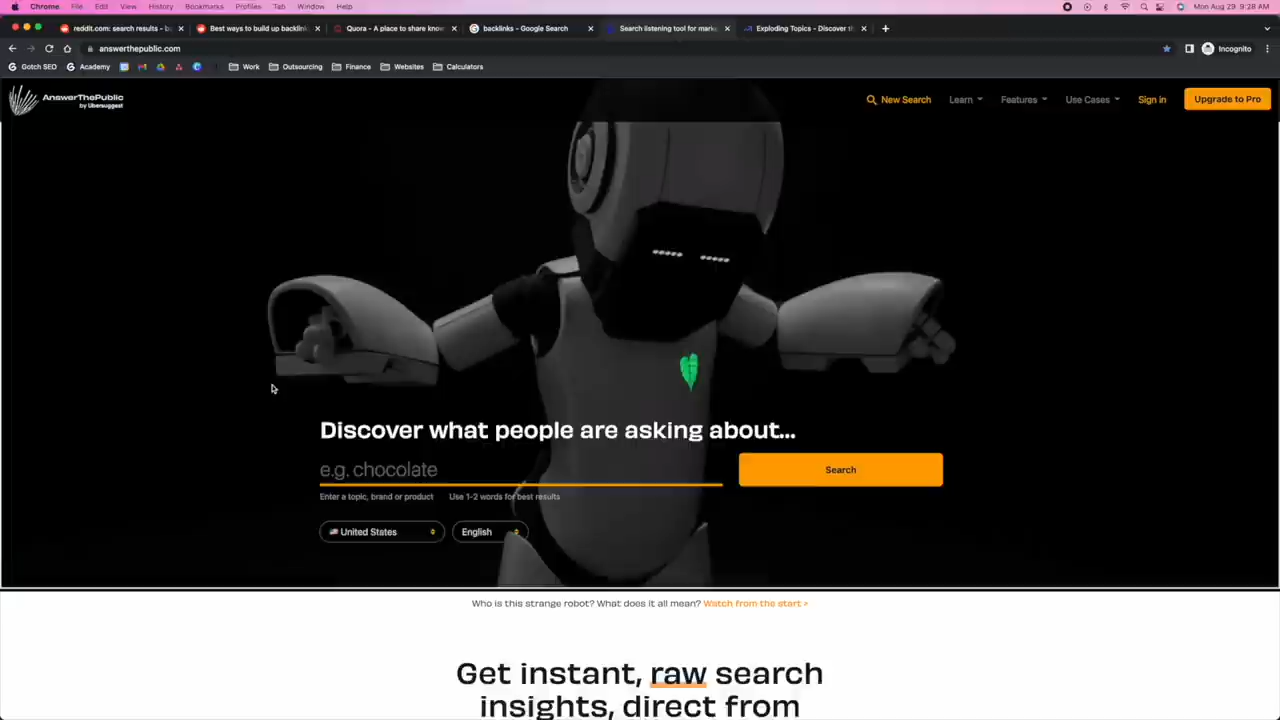 Chrome File Edit View History Bookmarks Profiles Tab Window Help Mon Aug 29 9:28 AM
reddit.com: search results - b Best ways to build up backlink Quora - A place to share know backlinks - Google Search Search listening tool for mark Exploding Topics - Discover th
answerthepublic.com Incognito
Gotch SEO Academy Work Outsourcing Finance Websites Calculators
AnswerThePublic
by Ubersuggest
New Search Learn Features Use Cases Sign in Upgrade to Pro
Discover what people are asking about...
e.g. chocolate Search
Enter a topic, brand or product Use 1-2 words for best results
United States English
Who is this strange robot? What does it all mean? Watch from the start >
Get instant, raw search
insights, direct from